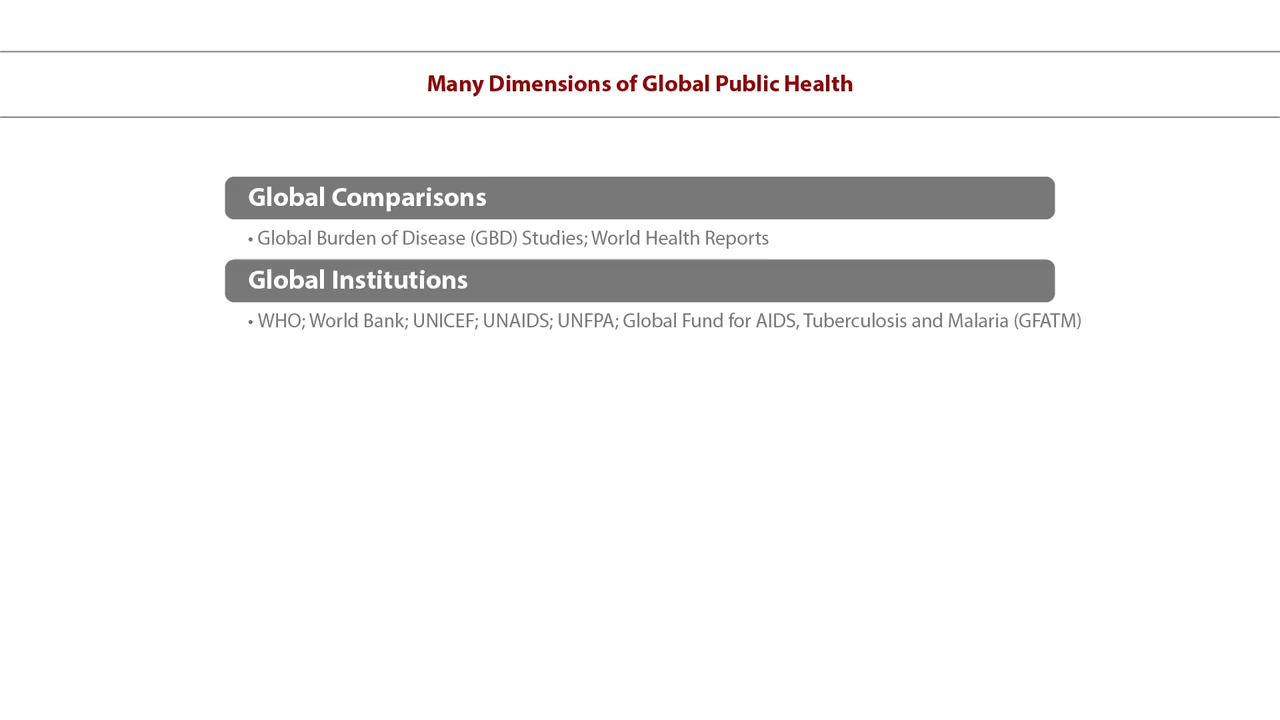 Many Dimensions of Global Public Health
Global Comparisons
• Global Burden of Disease (GBD) Studies; World Health Reports
Global Institutions
• WHO; World Bank; UNICEF; UNAIDS; UNFPA; Global Fund for AIDS, Tuberculosis and Malaria (GFATM)